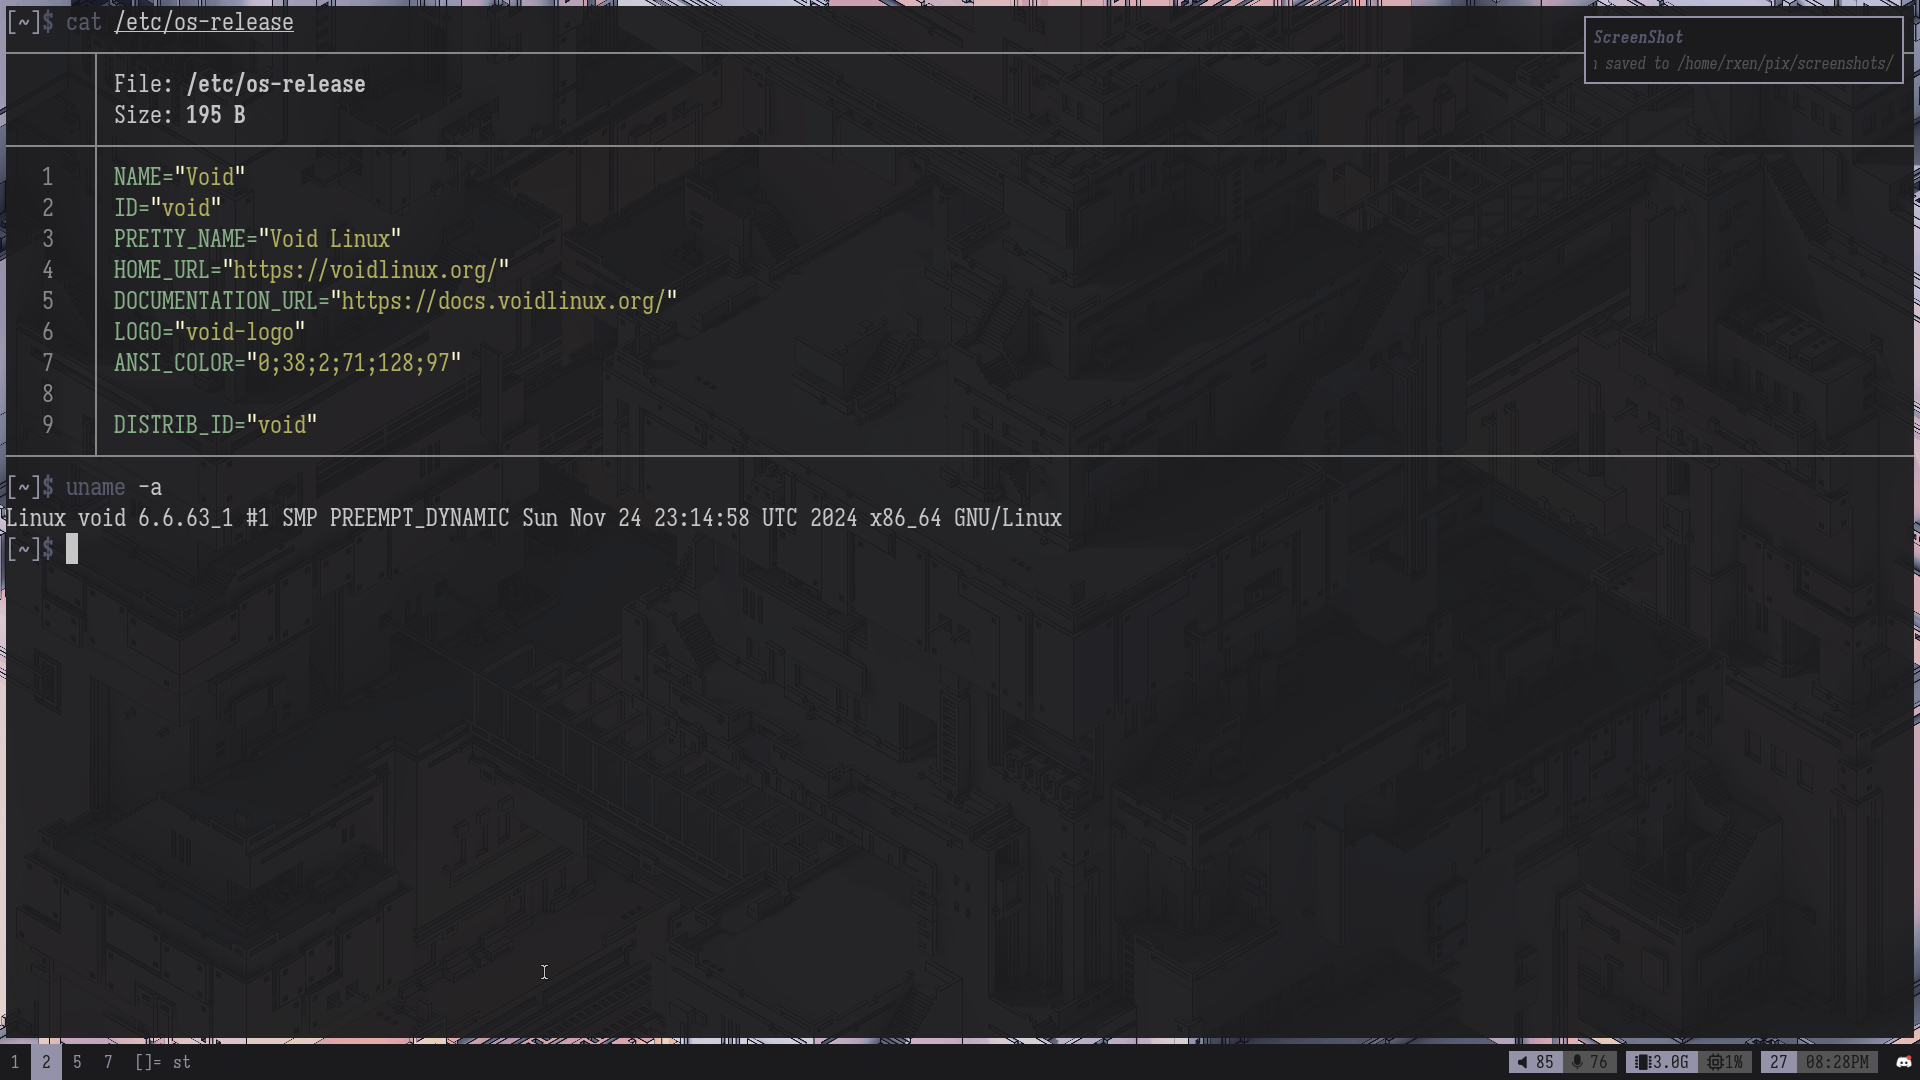 [~]$ cat /etc/os-release
ScreenShot
saved to /home/rxen/pix/screenshots/
File: /etc/os-release
Size: 195 B
1 NAME="Void"
2 ID="void"
3 PRETTY_NAME="Void Linux"
4 HOME_URL="https://voidlinux.org/"
5 DOCUMENTATION_URL="https://docs.voidlinux.org/"
6 LOGO="void-logo"
7 ANSI_COLOR="0;38;2;71;128;97"
8
9 DISTRIB_ID="void"
[~]$ uname -a
Linux void 6.6.63_1 #1 SMP PREEMPT_DYNAMIC Sun Nov 24 23:14:58 UTC 2024 x86_64 GNU/Linux
[~]$
1 2 5 7 []= st 85 76 3.0G 1% 27 08:28PM